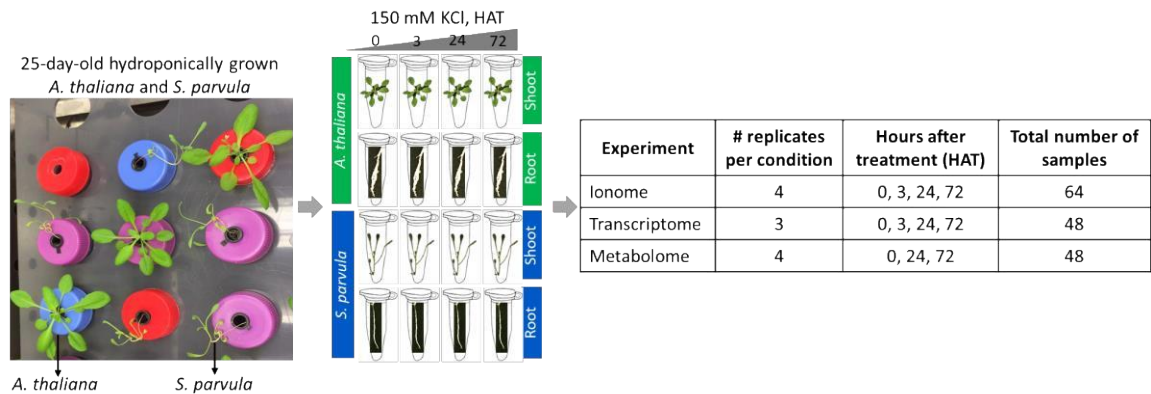 25-day-old hydroponically grown
A. thaliana and S. parvula
A. thaliana
S. parvula
150 mM KCl, HAT
0 3 24 72
A. thaliana
Shoot
Root
S. parvula
Shoot
Root
Experiment # replicates per condition Hours after treatment (HAT) Total number of samples
Ionome 4 0, 3, 24, 72 64
Transcriptome 3 0, 3, 24, 72 48
Metabolome 4 0, 24, 72 48